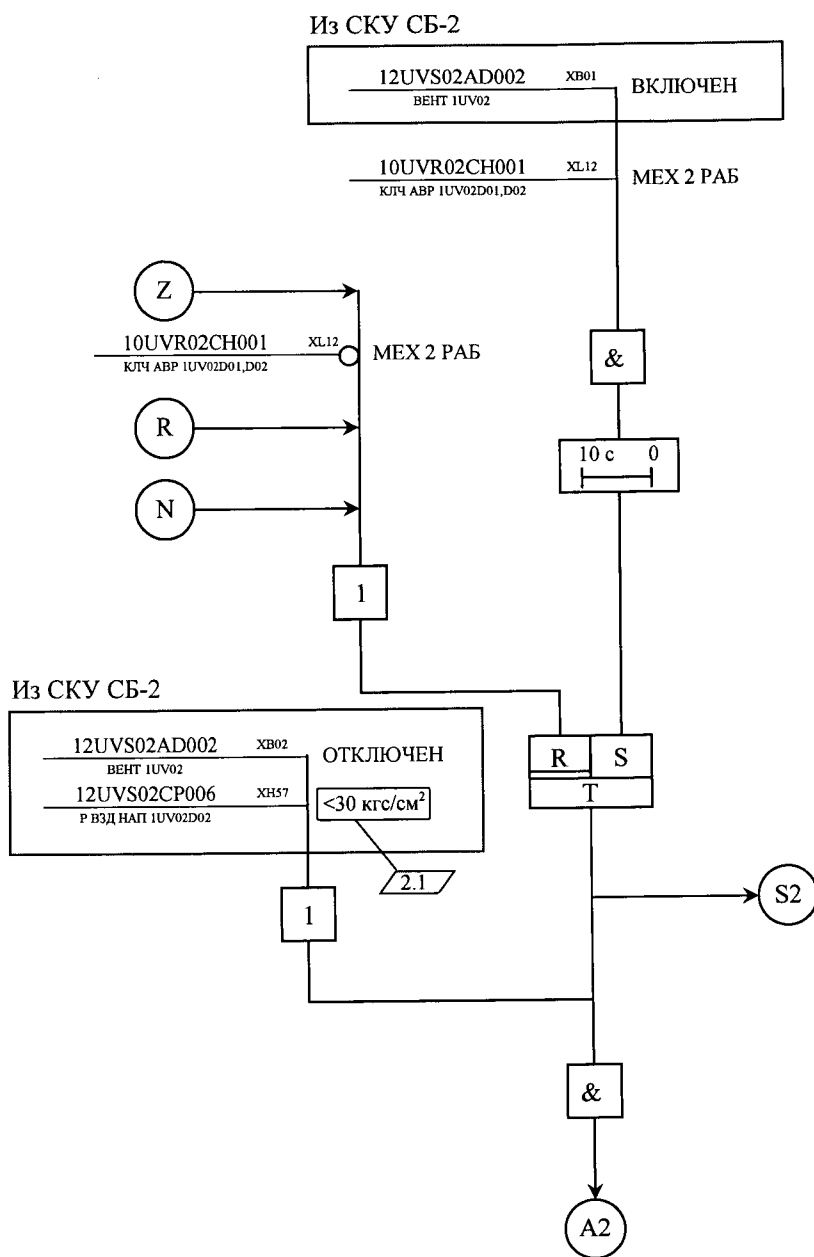 Из СКУ СБ-2
12UVS02AD002 XB01 ВКЛЮЧЕН
ВЕНТ 1UV02
10UVR02CH001 XL12 МЕХ 2 РАБ
КЛЧ АВР 1UV02D01,D02
Z
10UVR02CH001 XL12 МЕХ 2 РАБ
КЛЧ АВР 1UV02D01,D02
&
R
10 с 0
N
1
Из СКУ СБ-2
R S
T
12UVS02AD002 XB02 ОТКЛЮЧЕН
ВЕНТ 1UV02
12UVS02CP006 XH57 <30 кгс/см²
Р ВЗД НАП 1UV02D02
2.1
1
S2
&
A2